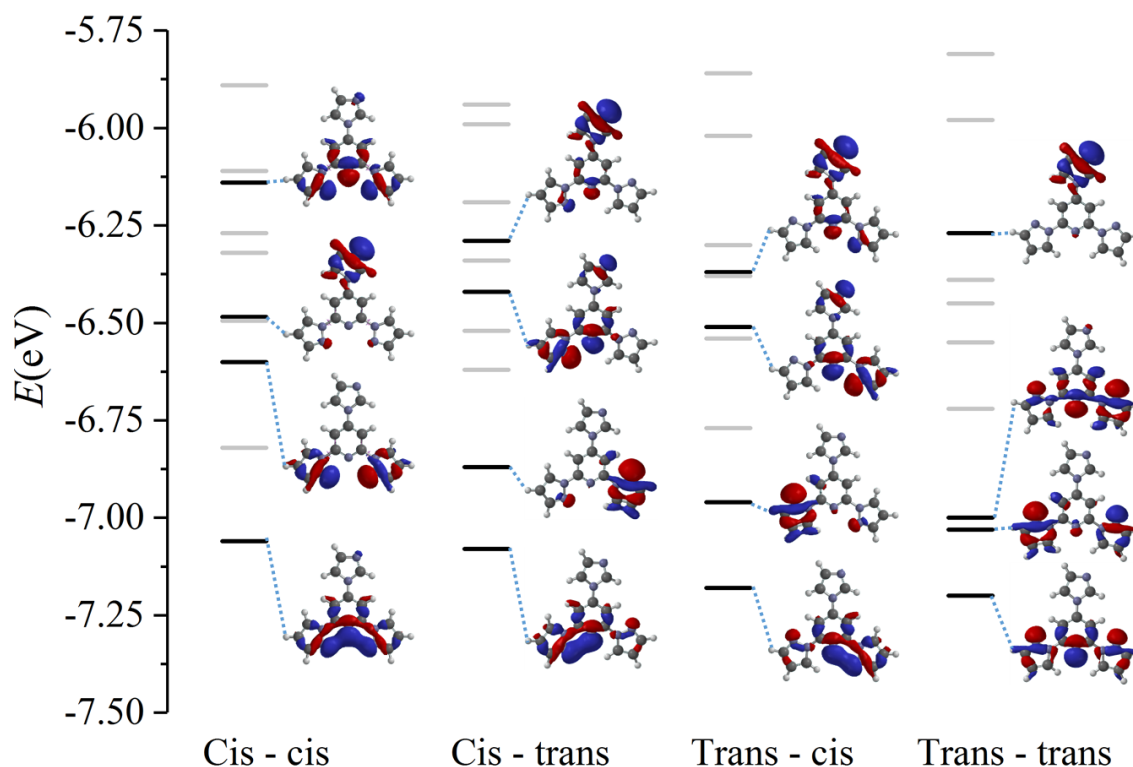 -5.75
-6.00
-6.25
-6.50
-6.75
-7.00
-7.25
-7.50
E(eV)
Cis - cis
Cis - trans
Trans - cis
Trans - trans